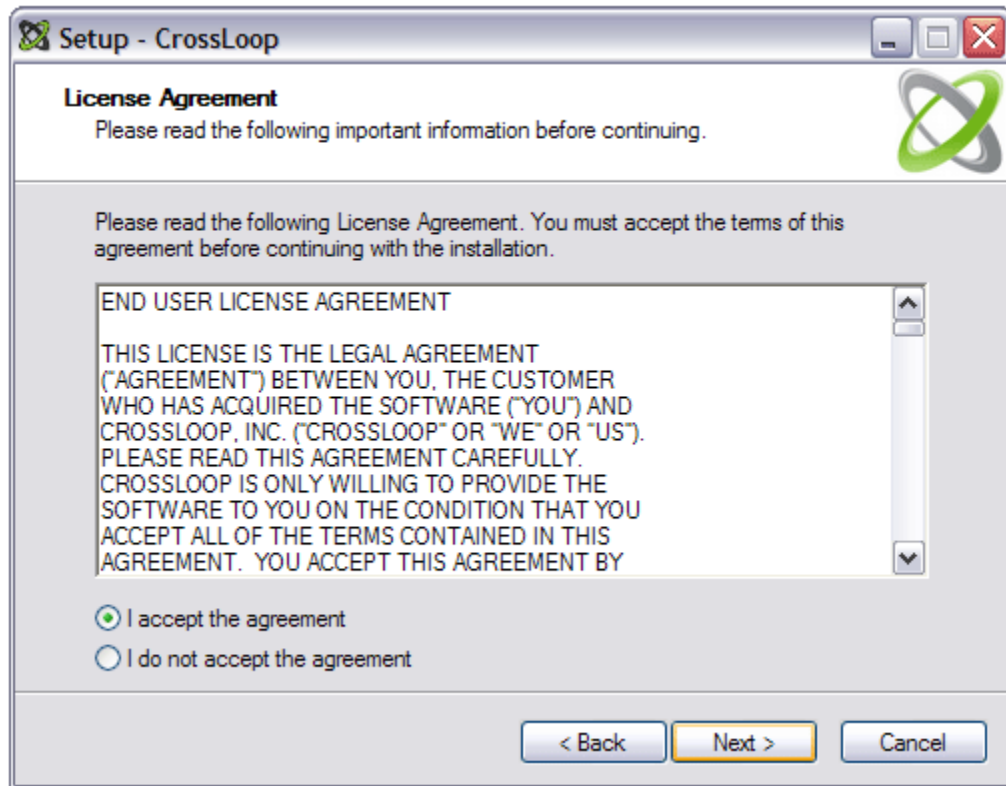 Setup - CrossLoop
License Agreement
Please read the following important information before continuing.
Please read the following License Agreement. You must accept the terms of this
agreement before continuing with the installation.
END USER LICENSE AGREEMENT
THIS LICENSE IS THE LEGAL AGREEMENT
("AGREEMENT") BETWEEN YOU, THE CUSTOMER
WHO HAS ACQUIRED THE SOFTWARE ("YOU") AND
CROSSLOOP, INC. ("CROSSLOOP" OR "WE" OR "US").
PLEASE READ THIS AGREEMENT CAREFULLY.
CROSSLOOP IS ONLY WILLING TO PROVIDE THE
SOFTWARE TO YOU ON THE CONDITION THAT YOU
ACCEPT ALL OF THE TERMS CONTAINED IN THIS
AGREEMENT.  YOU ACCEPT THIS AGREEMENT BY
I accept the agreement
I do not accept the agreement
< Back
Next >
Cancel